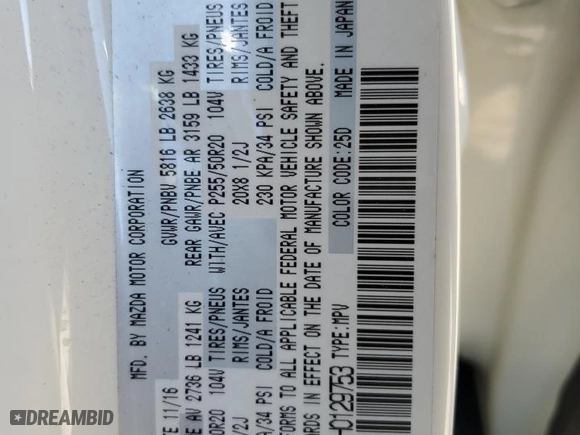 MFD. BY MAZDA MOTOR CORPORATION
11/16 GVWR/PNBV 5816 LB 2638 KG
AV 2736 LB 1241 KG REAR GAWR/PNBE AR 3159 LB 1433 KG
104V TIRES/PNEUS WITH/AVEC P255/50R20 104V TIRES/PNEUS
RIMS/JANTES 20X8 1/2J RIMS/JANTES
PSI COLD/A FROID 230 KPA/34 PSI COLD/A FROID
TO ALL APPLICABLE FEDERAL MOTOR VEHICLE SAFETY AND THEFT
IN EFFECT ON THE DATE OF MANUFACTURE SHOWN ABOVE.
COLOR CODE:25D MADE IN JAPAN
0129753 TYPE:MPV
DREAMBID